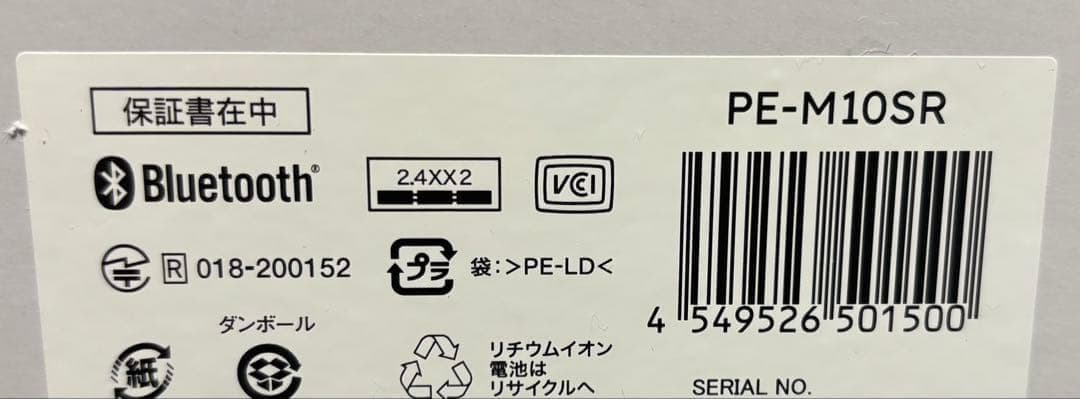 保証書在中
PE-M10SR
Bluetooth®
2.4XX2
VCCI
R 018-200152
プラ
袋:>PE-LD<
4 549526 501500
ダンボール
紙
リチウムイオン
電池は
リサイクルへ
SERIAL NO.